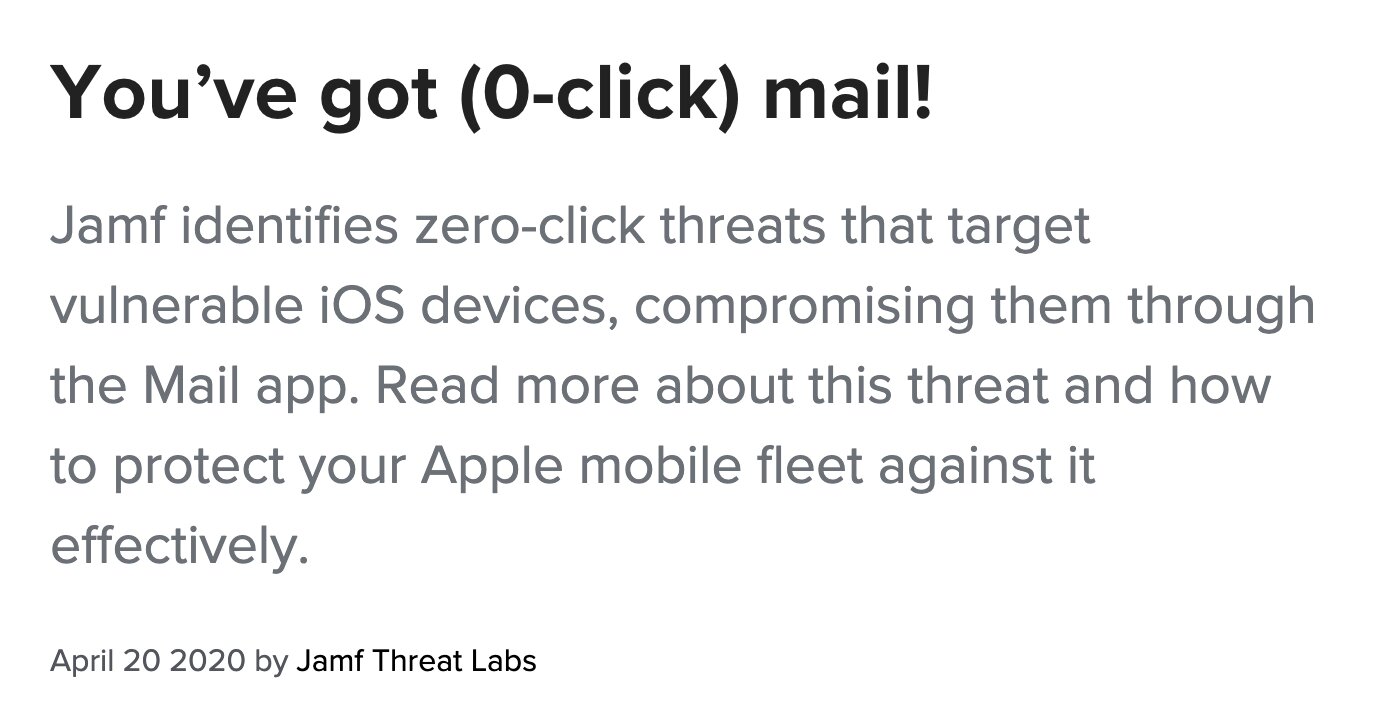 You’ve got (0-click) mail!
Jamf identifies zero-click threats that target
vulnerable iOS devices, compromising them through
the Mail app. Read more about this threat and how
to protect your Apple mobile fleet against it
effectively.
April 20 2020 by Jamf Threat Labs